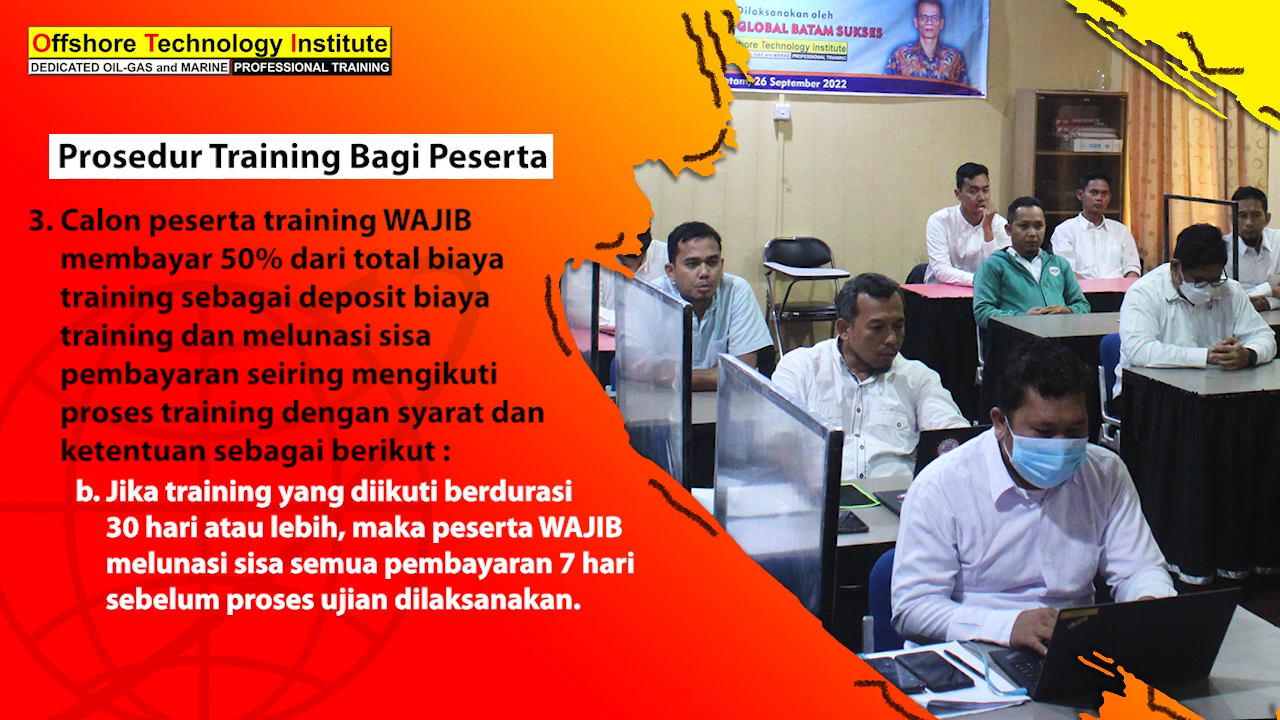 Offshore Technology Institute
DEDICATED OIL-GAS and MARINE PROFESSIONAL TRAINING
Dilaksanakan oleh
GLOBAL BATAM SUKSES
Offshore Technology Institute
and MARINE PROFESSIONAL TRAINING
26 September 2022
Prosedur Training Bagi Peserta
3. Calon peserta training WAJIB
membayar 50% dari total biaya
training sebagai deposit biaya
training dan melunasi sisa
pembayaran seiring mengikuti
proses training dengan syarat dan
ketentuan sebagai berikut :
b. Jika training yang diikuti berdurasi
30 hari atau lebih, maka peserta WAJIB
melunasi sisa semua pembayaran 7 hari
sebelum proses ujian dilaksanakan.